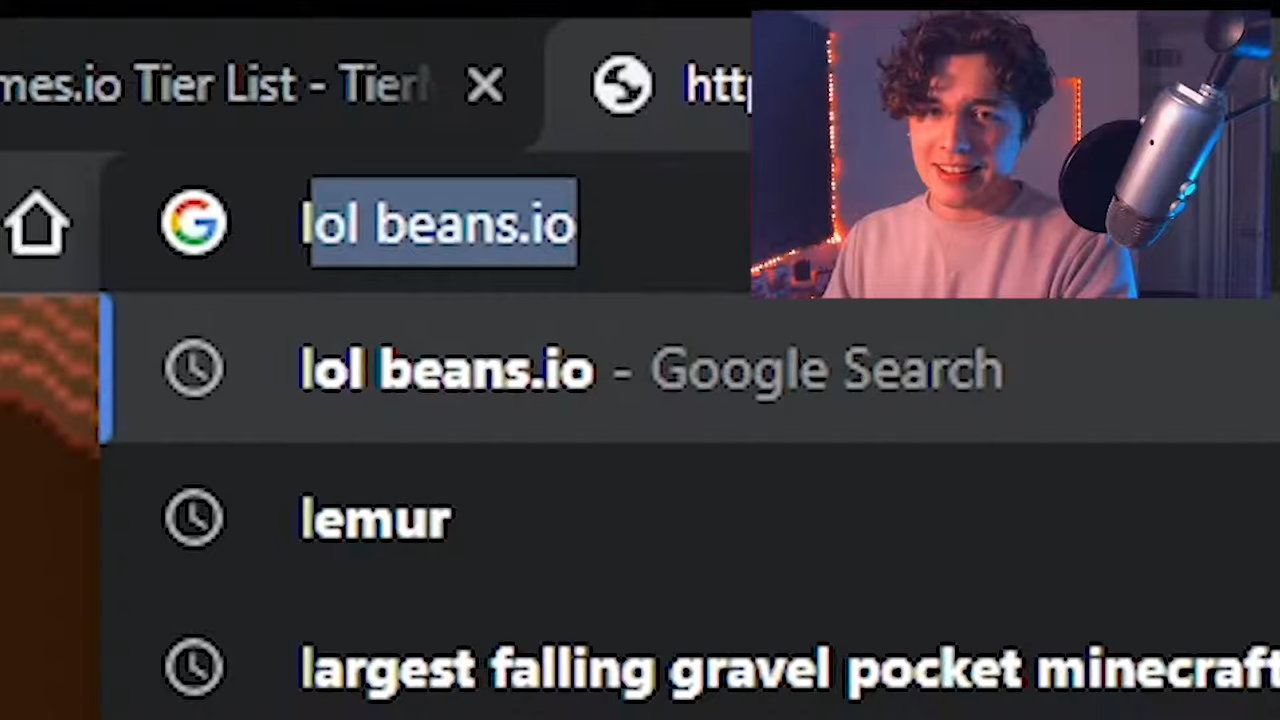 mes.io Tier List - Tier
http
lol beans.io
lol beans.io - Google Search
lemur
largest falling gravel pocket minecraft